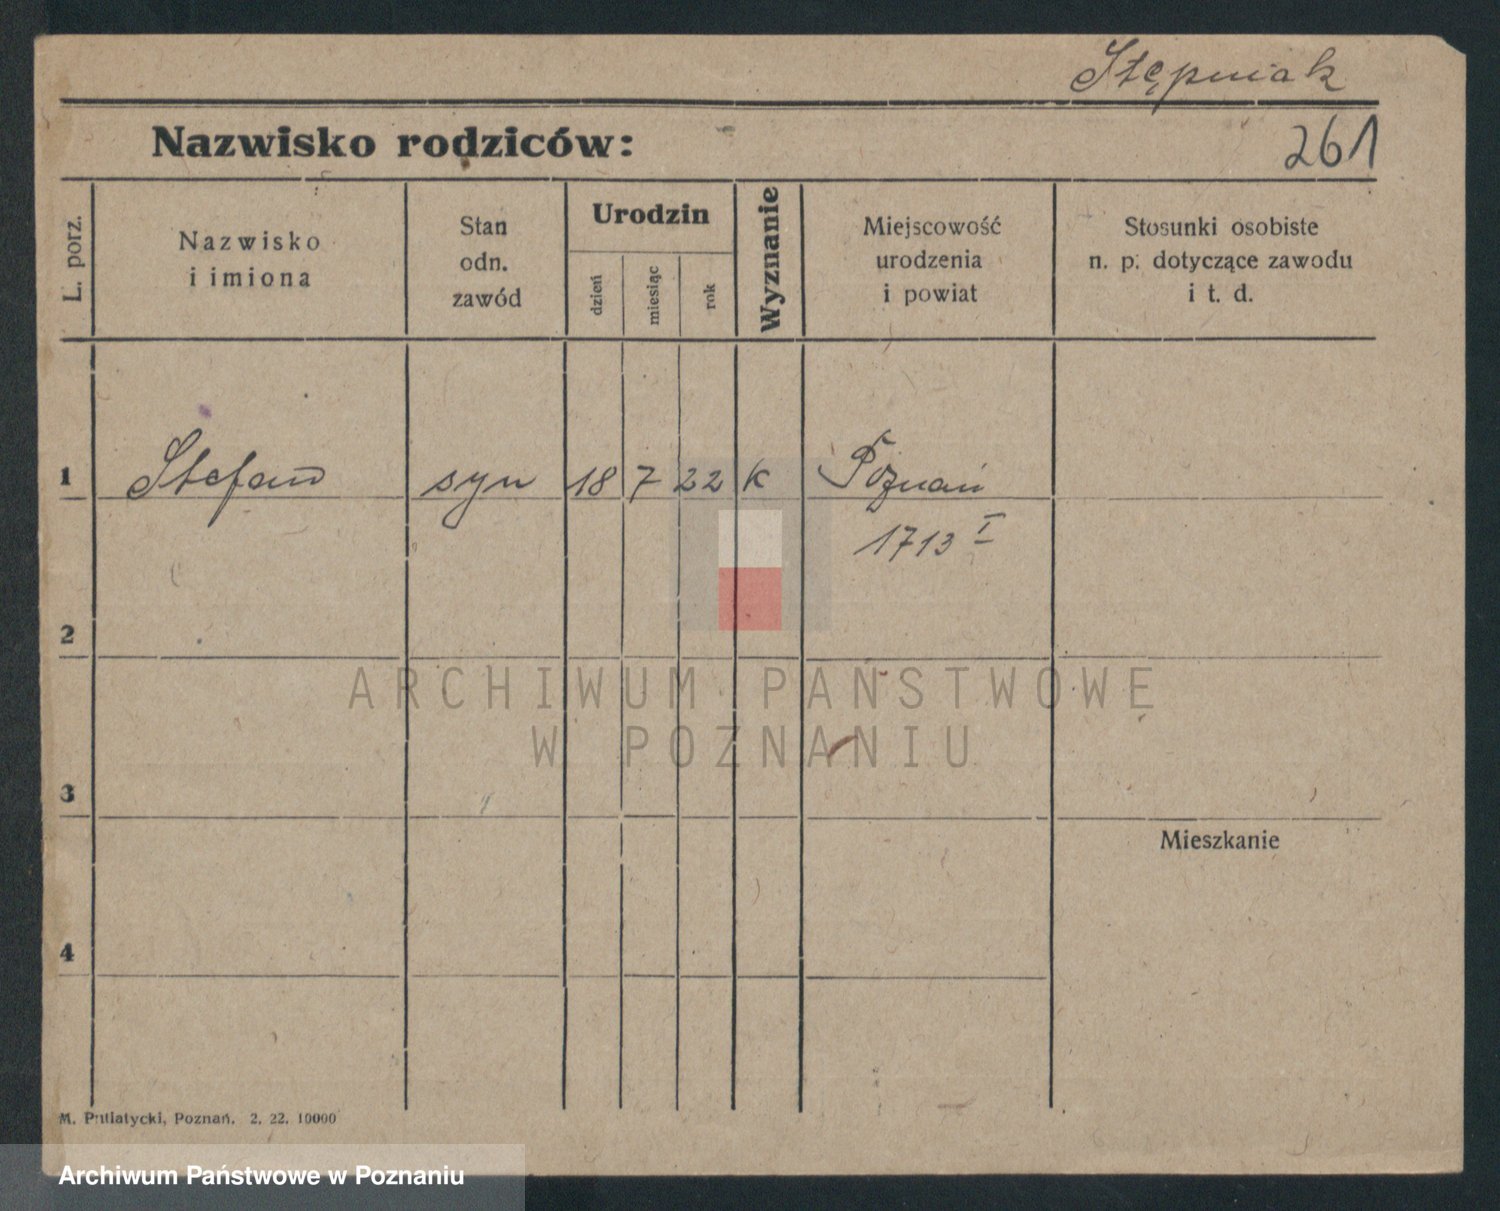 Stępniak
Nazwisko rodziców:
261
L. porz.
Nazwisko
i imiona
Stan
odn.
zawód
Urodzin
dzień
miesiąc
rok
Wyznanie
Miejscowość
urodzenia
i powiat
Stosunki osobiste
n. p. dotyczące zawodu
i t. d.
1 Stefan syn 18 7 22 K Poznań
1713 I
2
ARCHIWUM PAŃSTWOWE
W POZNANIU
3
Mieszkanie
4
M. Putiatycki, Poznań. 2. 22. 10000
Archiwum Państwowe w Poznaniu